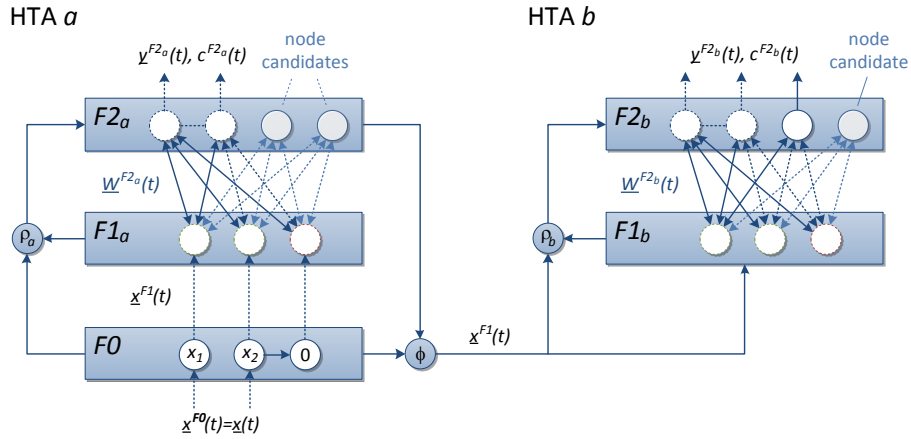 HTA a
HTA b
y^F2a(t), c^F2a(t)
node
candidates
y^F2b(t), c^F2b(t)
node
candidate
F2a
F2b
W^F2a(t)
W^F2b(t)
ρa
F1a
ρb
F1b
x^F1(t)
x^F1(t)
F0
x1
x2
0
ϕ
x^F0(t)=x(t)